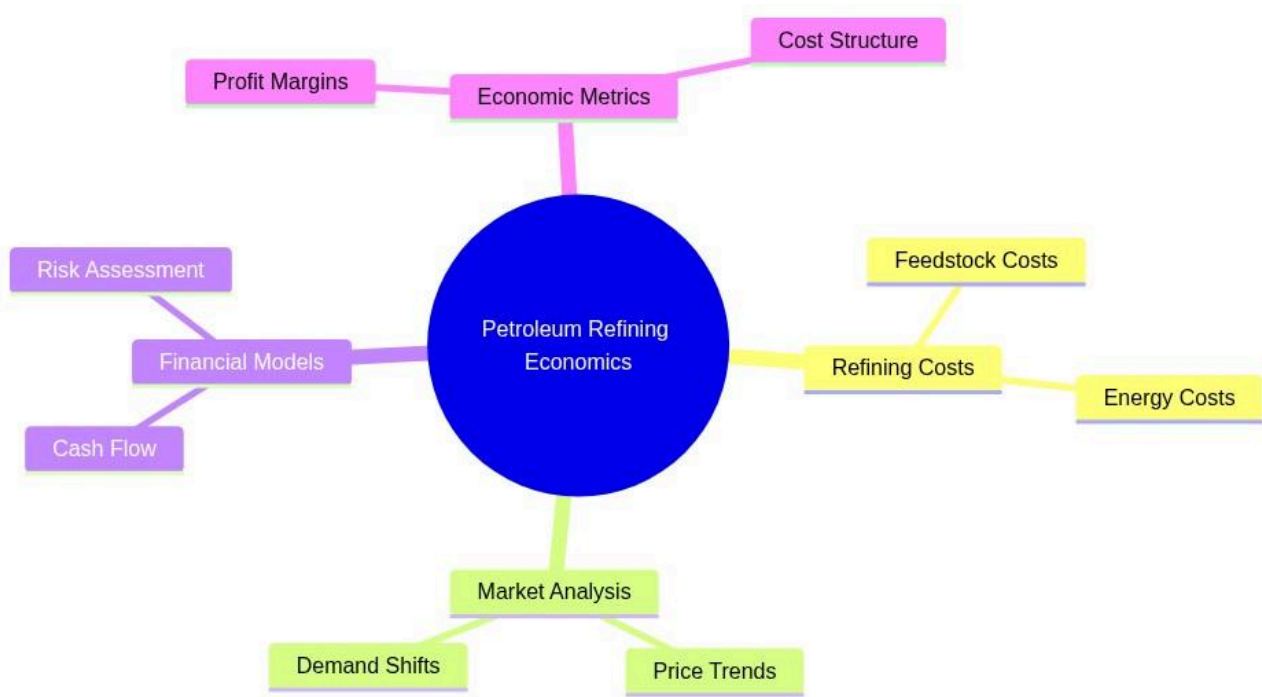 Cost Structure
Profit Margins
Economic Metrics
Risk Assessment
Feedstock Costs
Petroleum Refining
Economics
Financial Models
Refining Costs
Energy Costs
Cash Flow
Market Analysis
Demand Shifts
Price Trends